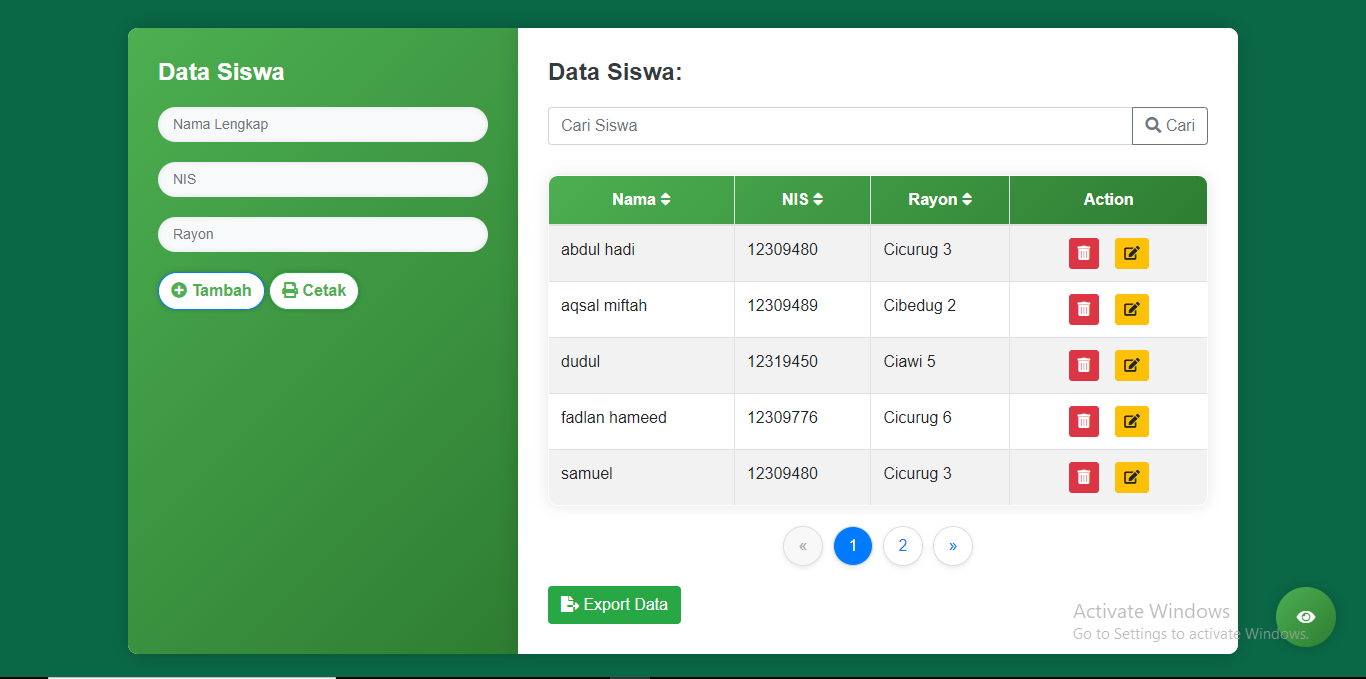 Data Siswa
Nama Lengkap
NIS
Rayon
Tambah Cetak
Data Siswa:
Cari Siswa Cari
Nama NIS Rayon Action
abdul hadi 12309480 Cicurug 3
aqsal miftah 12309489 Cibedug 2
dudul 12319450 Ciawi 5
fadlan hameed 12309776 Cicurug 6
samuel 12309480 Cicurug 3
« 1 2 »
Export Data
Activate Windows
Go to Settings to activate Windows.